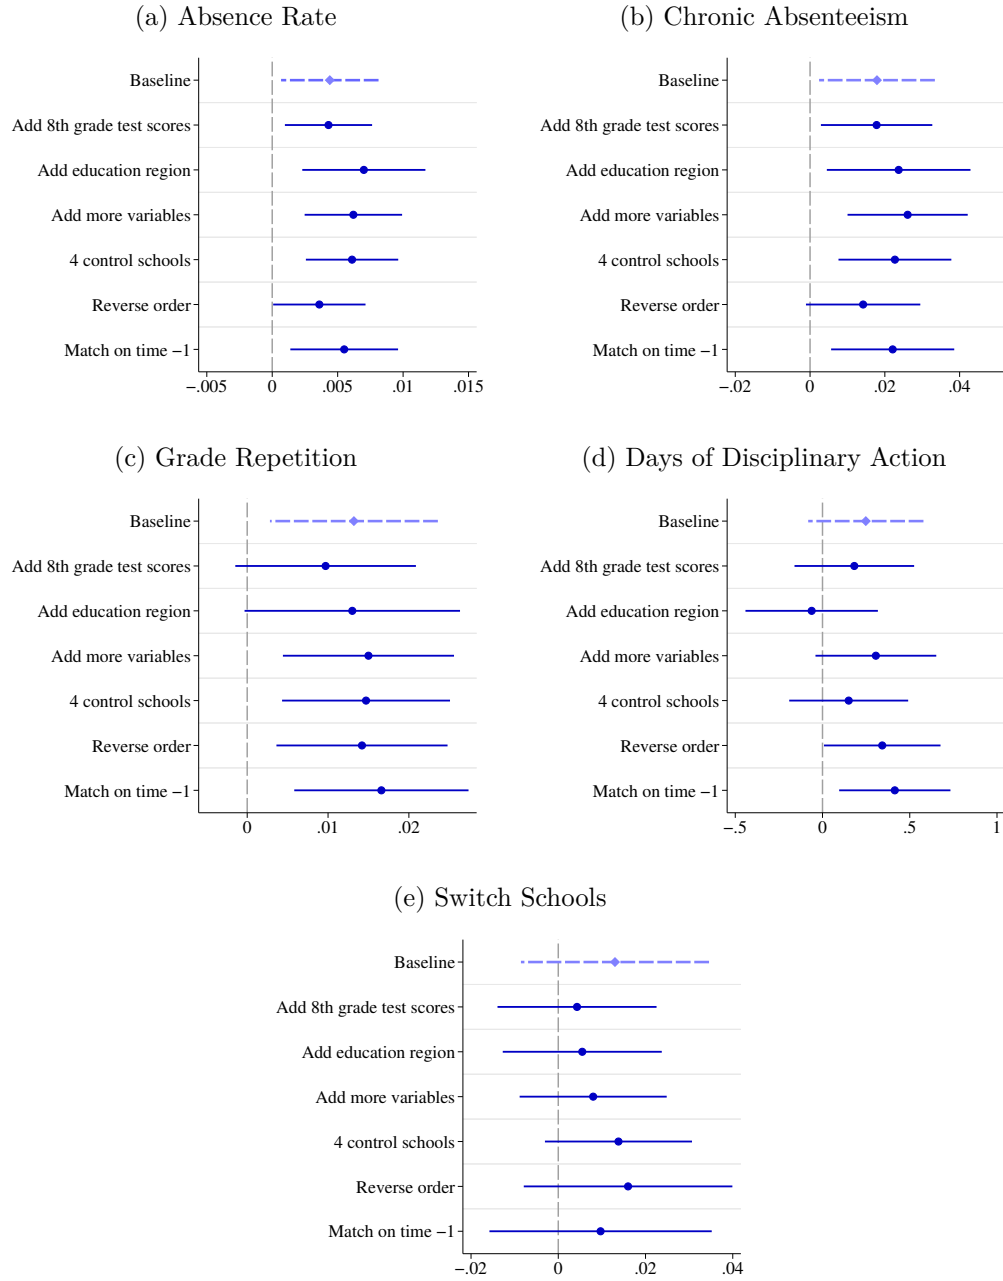 (a) Absence Rate
Baseline
Add 8th grade test scores
Add education region
Add more variables
4 control schools
Reverse order
Match on time −1
−.005 0 .005 .01 .015
(b) Chronic Absenteeism
Baseline
Add 8th grade test scores
Add education region
Add more variables
4 control schools
Reverse order
Match on time −1
−.02 0 .02 .04
(c) Grade Repetition
Baseline
Add 8th grade test scores
Add education region
Add more variables
4 control schools
Reverse order
Match on time −1
0 .01 .02
(d) Days of Disciplinary Action
Baseline
Add 8th grade test scores
Add education region
Add more variables
4 control schools
Reverse order
Match on time −1
−.5 0 .5 1
(e) Switch Schools
Baseline
Add 8th grade test scores
Add education region
Add more variables
4 control schools
Reverse order
Match on time −1
−.02 0 .02 .04